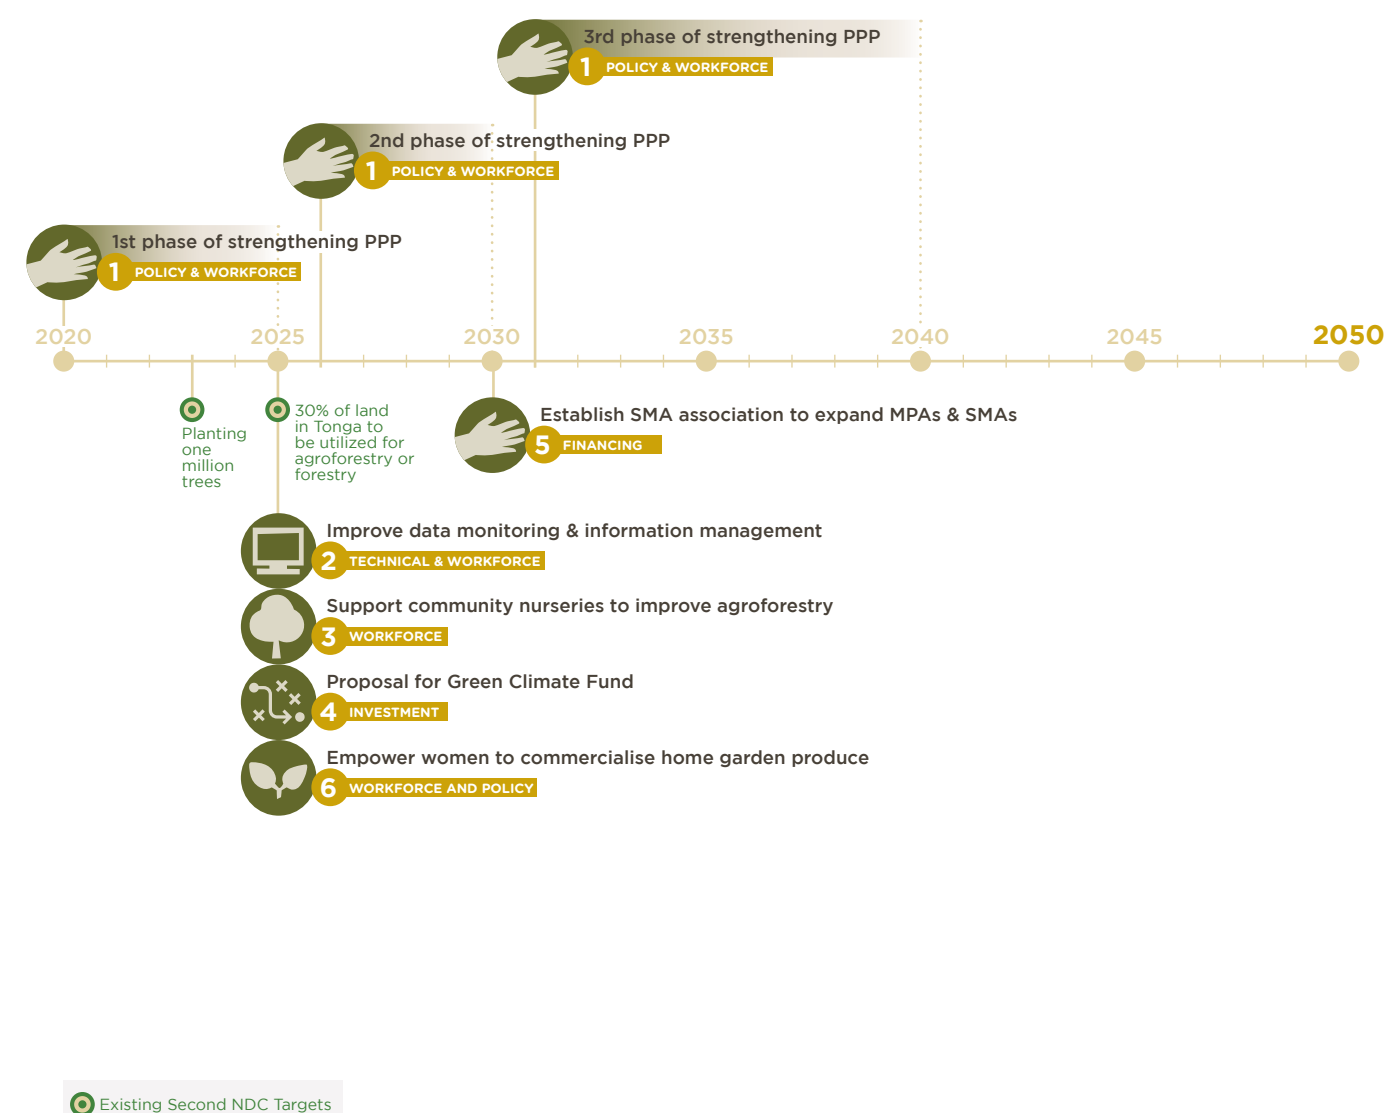 3rd phase of strengthening PPP
1 POLICY & WORKFORCE
2nd phase of strengthening PPP
1 POLICY & WORKFORCE
1st phase of strengthening PPP
1 POLICY & WORKFORCE
2020 2025 2030 2035 2040 2045 2050
Planting
one
million
trees
30% of land
in Tonga to
be utilized for
agroforestry or
forestry
Establish SMA association to expand MPAs & SMAs
5 FINANCING
Improve data monitoring & information management
2 TECHNICAL & WORKFORCE
Support community nurseries to improve agroforestry
3 WORKFORCE
Proposal for Green Climate Fund
4 INVESTMENT
Empower women to commercialise home garden produce
6 WORKFORCE AND POLICY
Existing Second NDC Targets